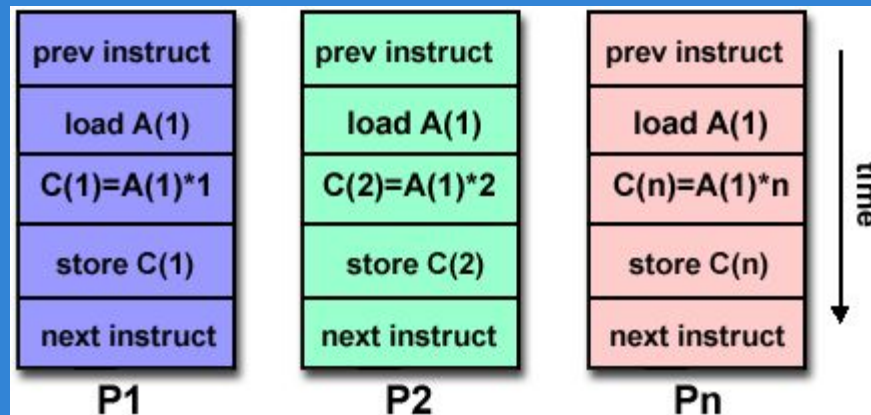 prev instruct
load A(1)
C(1)=A(1)*1
store C(1)
next instruct
P1
prev instruct
load A(1)
C(2)=A(1)*2
store C(2)
next instruct
P2
prev instruct
load A(1)
C(n)=A(1)*n
store C(n)
next instruct
Pn
time